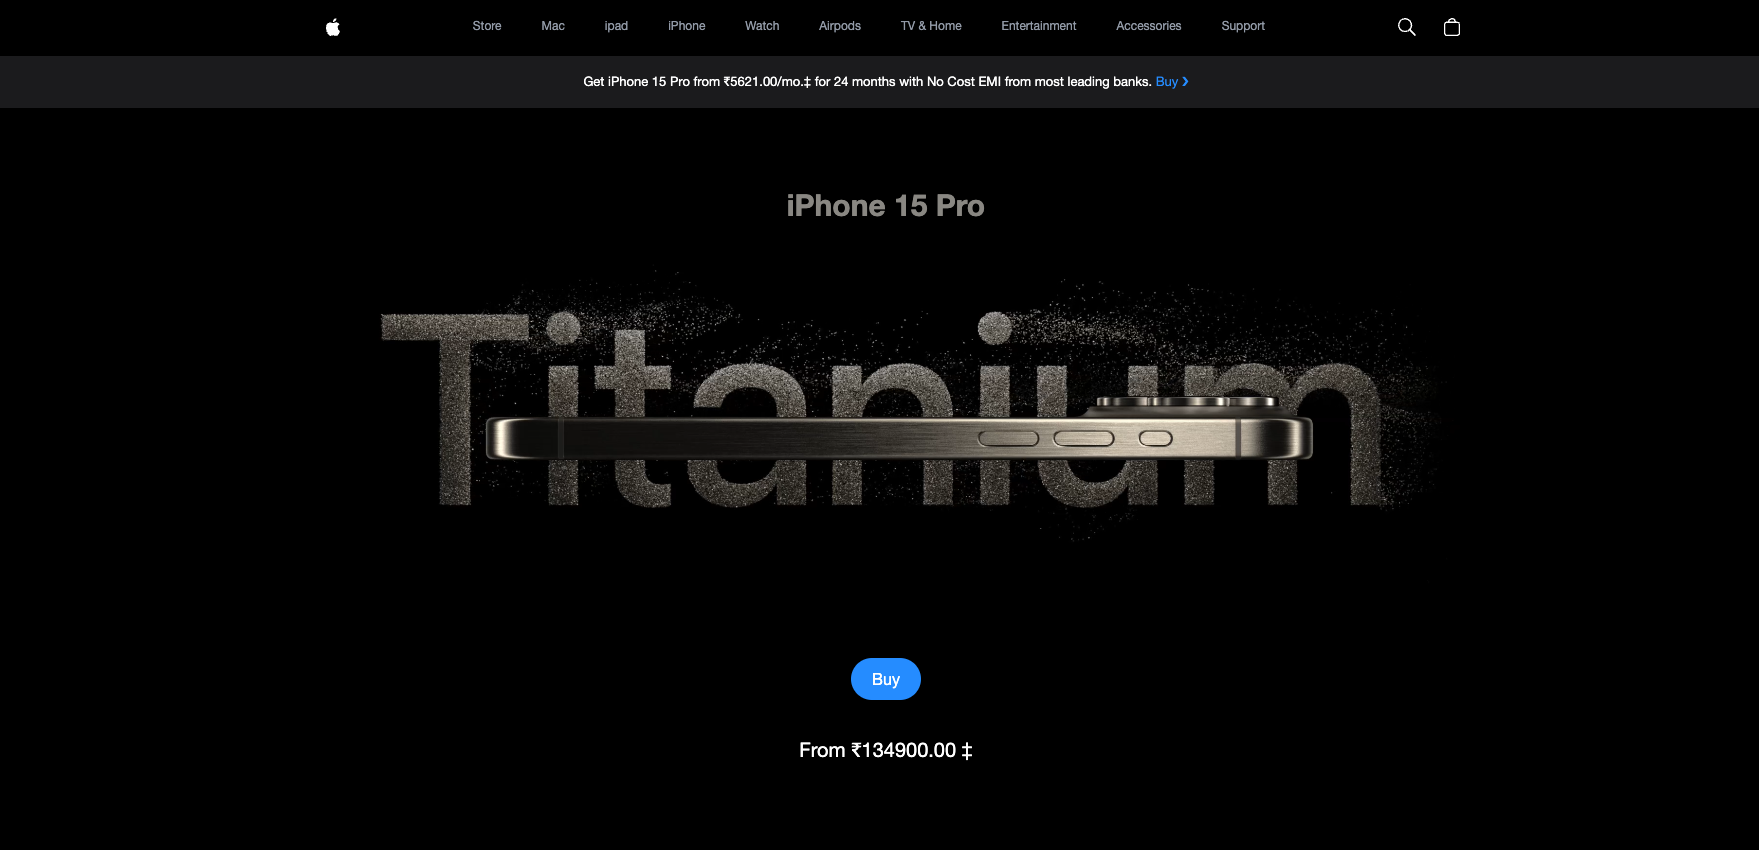 Store Mac ipad iPhone Watch Airpods TV & Home Entertainment Accessories Support
Get iPhone 15 Pro from ₹5621.00/mo.‡ for 24 months with No Cost EMI from most leading banks. Buy ❯
iPhone 15 Pro
Titanium
Buy
From ₹134900.00 ‡